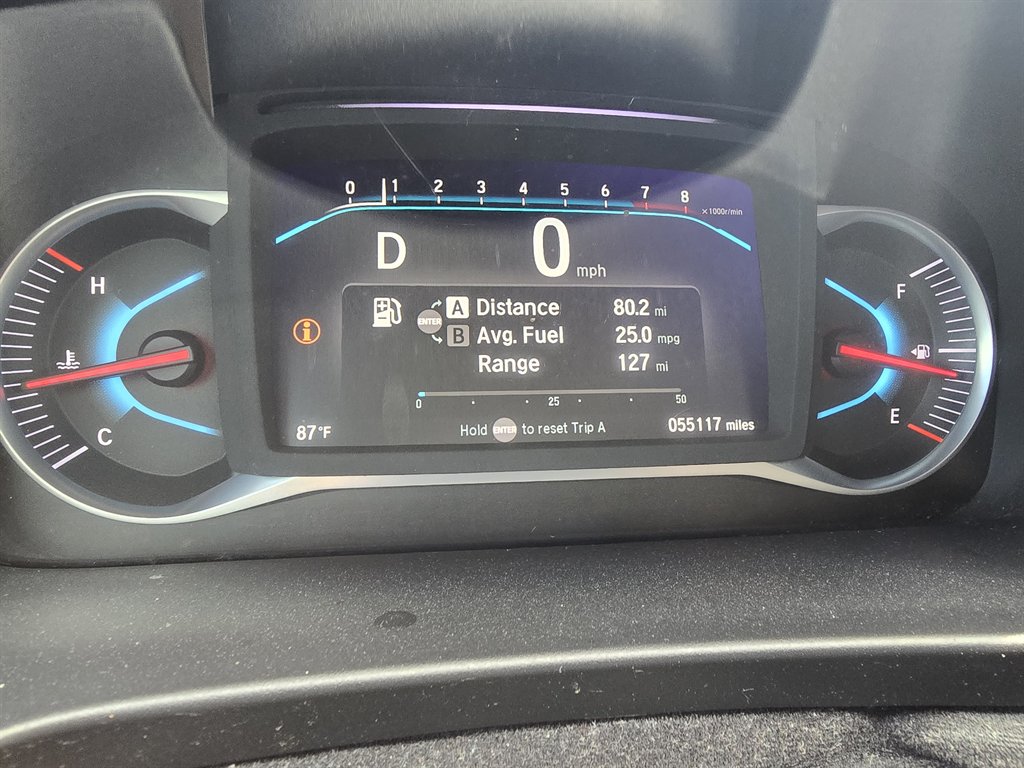 0 1 2 3 4 5 6 7 8
×1000r/min
D 0 mph
H
F
A Distance 80.2 mi
ENTER
B Avg. Fuel 25.0 mpg
Range 127 mi
0 25 50
C
E
87°F
Hold ENTER to reset Trip A
055117 miles